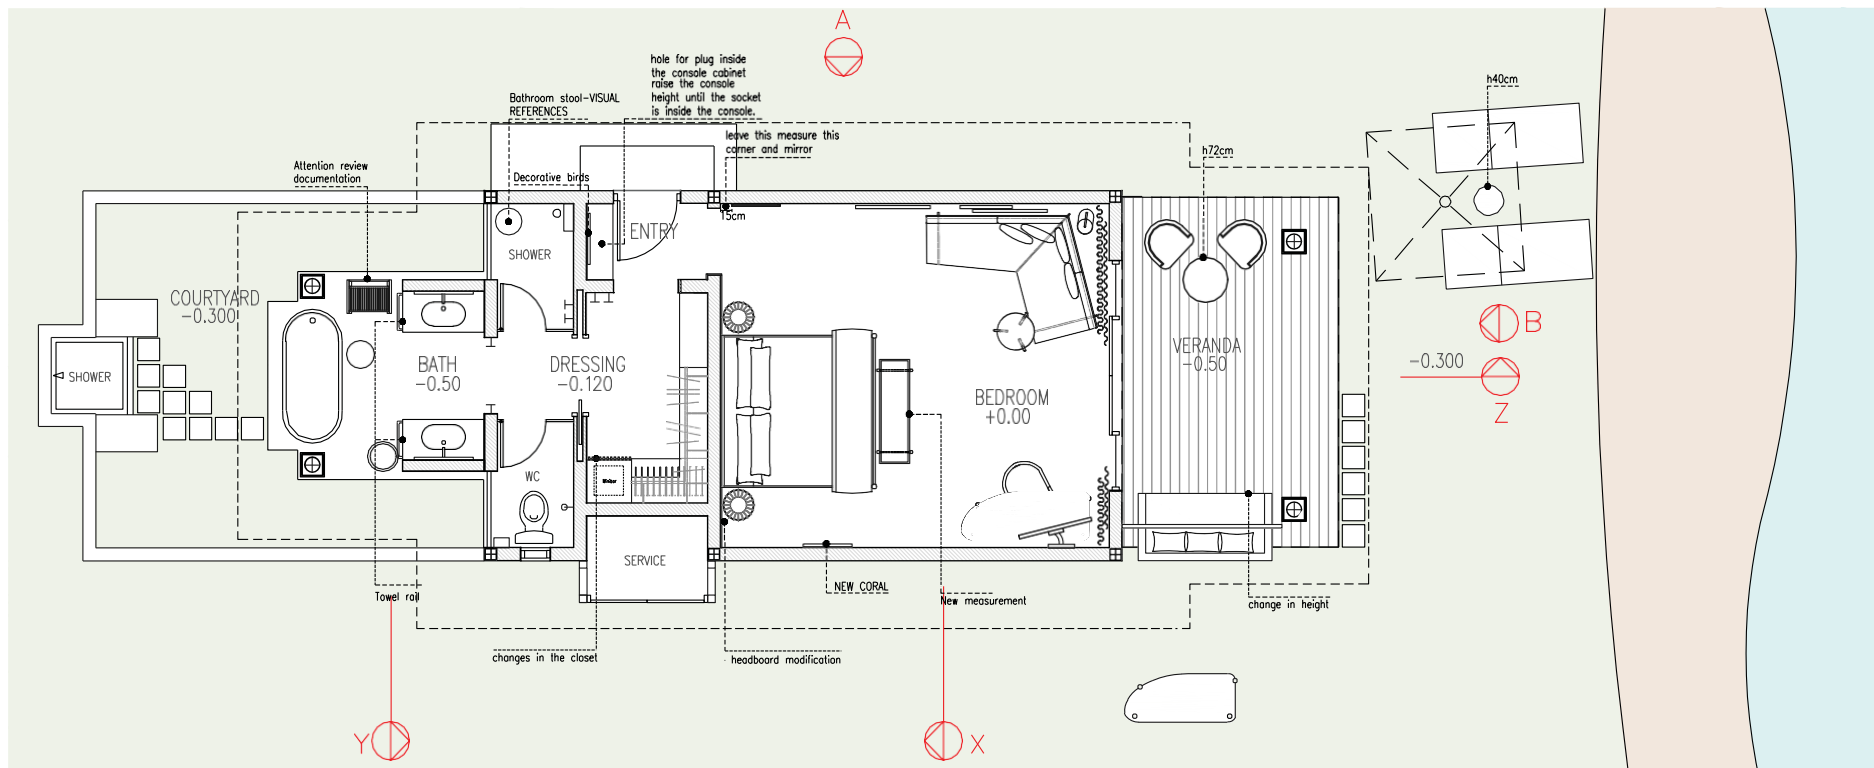 A
hole for plug inside
the console cabinet
raise the console
height until the socket
is inside the console.
Bathroom stool-VISUAL
REFERENCES
leave this measure this
corner and mirror
h40cm
h72cm
Attention review
documentation
Decorative birds
15cm
ENTRY
SHOWER
COURTYARD
-0.300
B
SHOWER
BATH
-0.50
DRESSING
-0.120
BEDROOM
+0.00
VERANDA
-0.50
-0.300
Z
WC
Minibar
SERVICE
NEW CORAL
Towel rail
New measurement
change in height
changes in the closet
headboard modification
Y
X